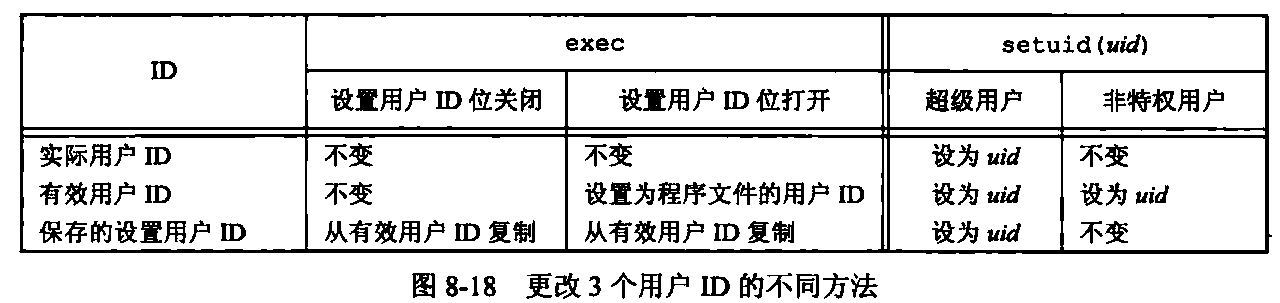 ID exec setuid(uid)
设置用户 ID 位关闭 设置用户 ID 位打开 超级用户 非特权用户
实际用户 ID 不变 不变 设为 uid 不变
有效用户 ID 不变 设置为程序文件的用户 ID 设为 uid 设为 uid
保存的设置用户 ID 从有效用户 ID 复制 从有效用户 ID 复制 设为 uid 不变
图 8-18 更改 3 个用户 ID 的不同方法